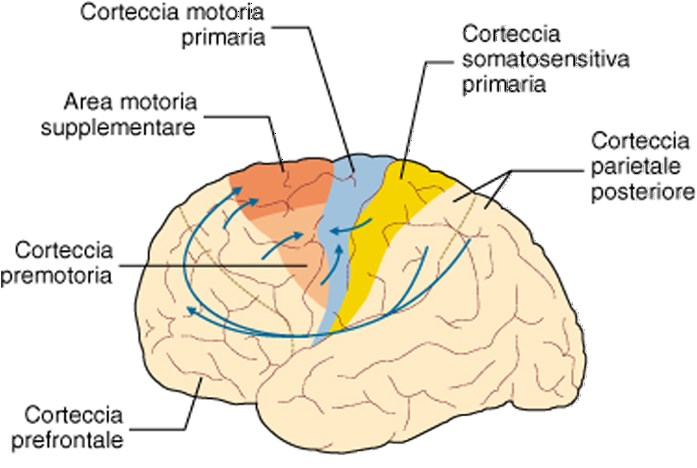 Corteccia motoria
primaria
Corteccia
somatosensitiva
primaria
Area motoria
supplementare
Corteccia
parietale
posteriore
Corteccia
premotoria
Corteccia
prefrontale